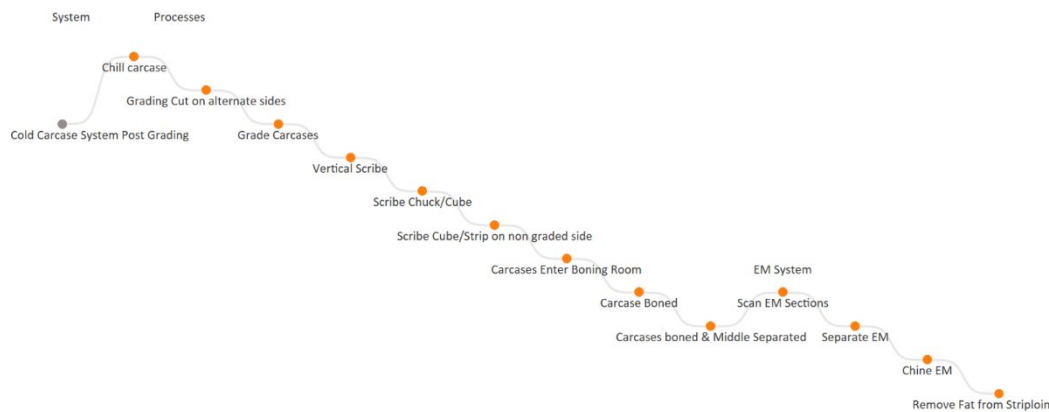 System
Processes
Chill carcase
Grading Cut on alternate sides
Cold Carcase System Post Grading
Grade Carcases
Vertical Scribe
Scribe Chuck/Cube
Scribe Cube/Strip on non graded side
Carcases Enter Boning Room
EM System
Carcase Boned
Scan EM Sections
Carcases boned & Middle Separated
Separate EM
Chine EM
Remove Fat from Striploin